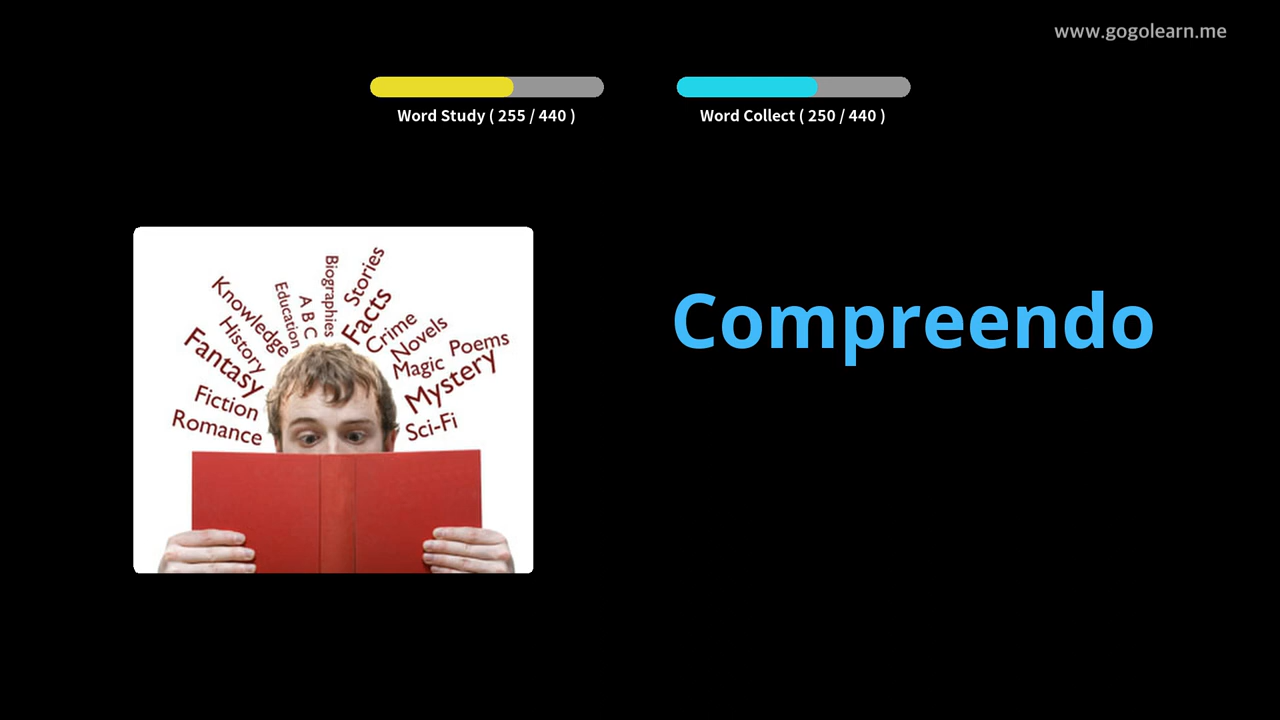 www.gogolearn.me
Word Study ( 255 / 440 )
Word Collect ( 250 / 440 )
Compreendo
Biographies
Stories
Education
A B C
Facts
Knowledge
Crime
History
Novels
Fantasy
Magic
Poems
Mystery
Fiction
Romance
Sci-Fi